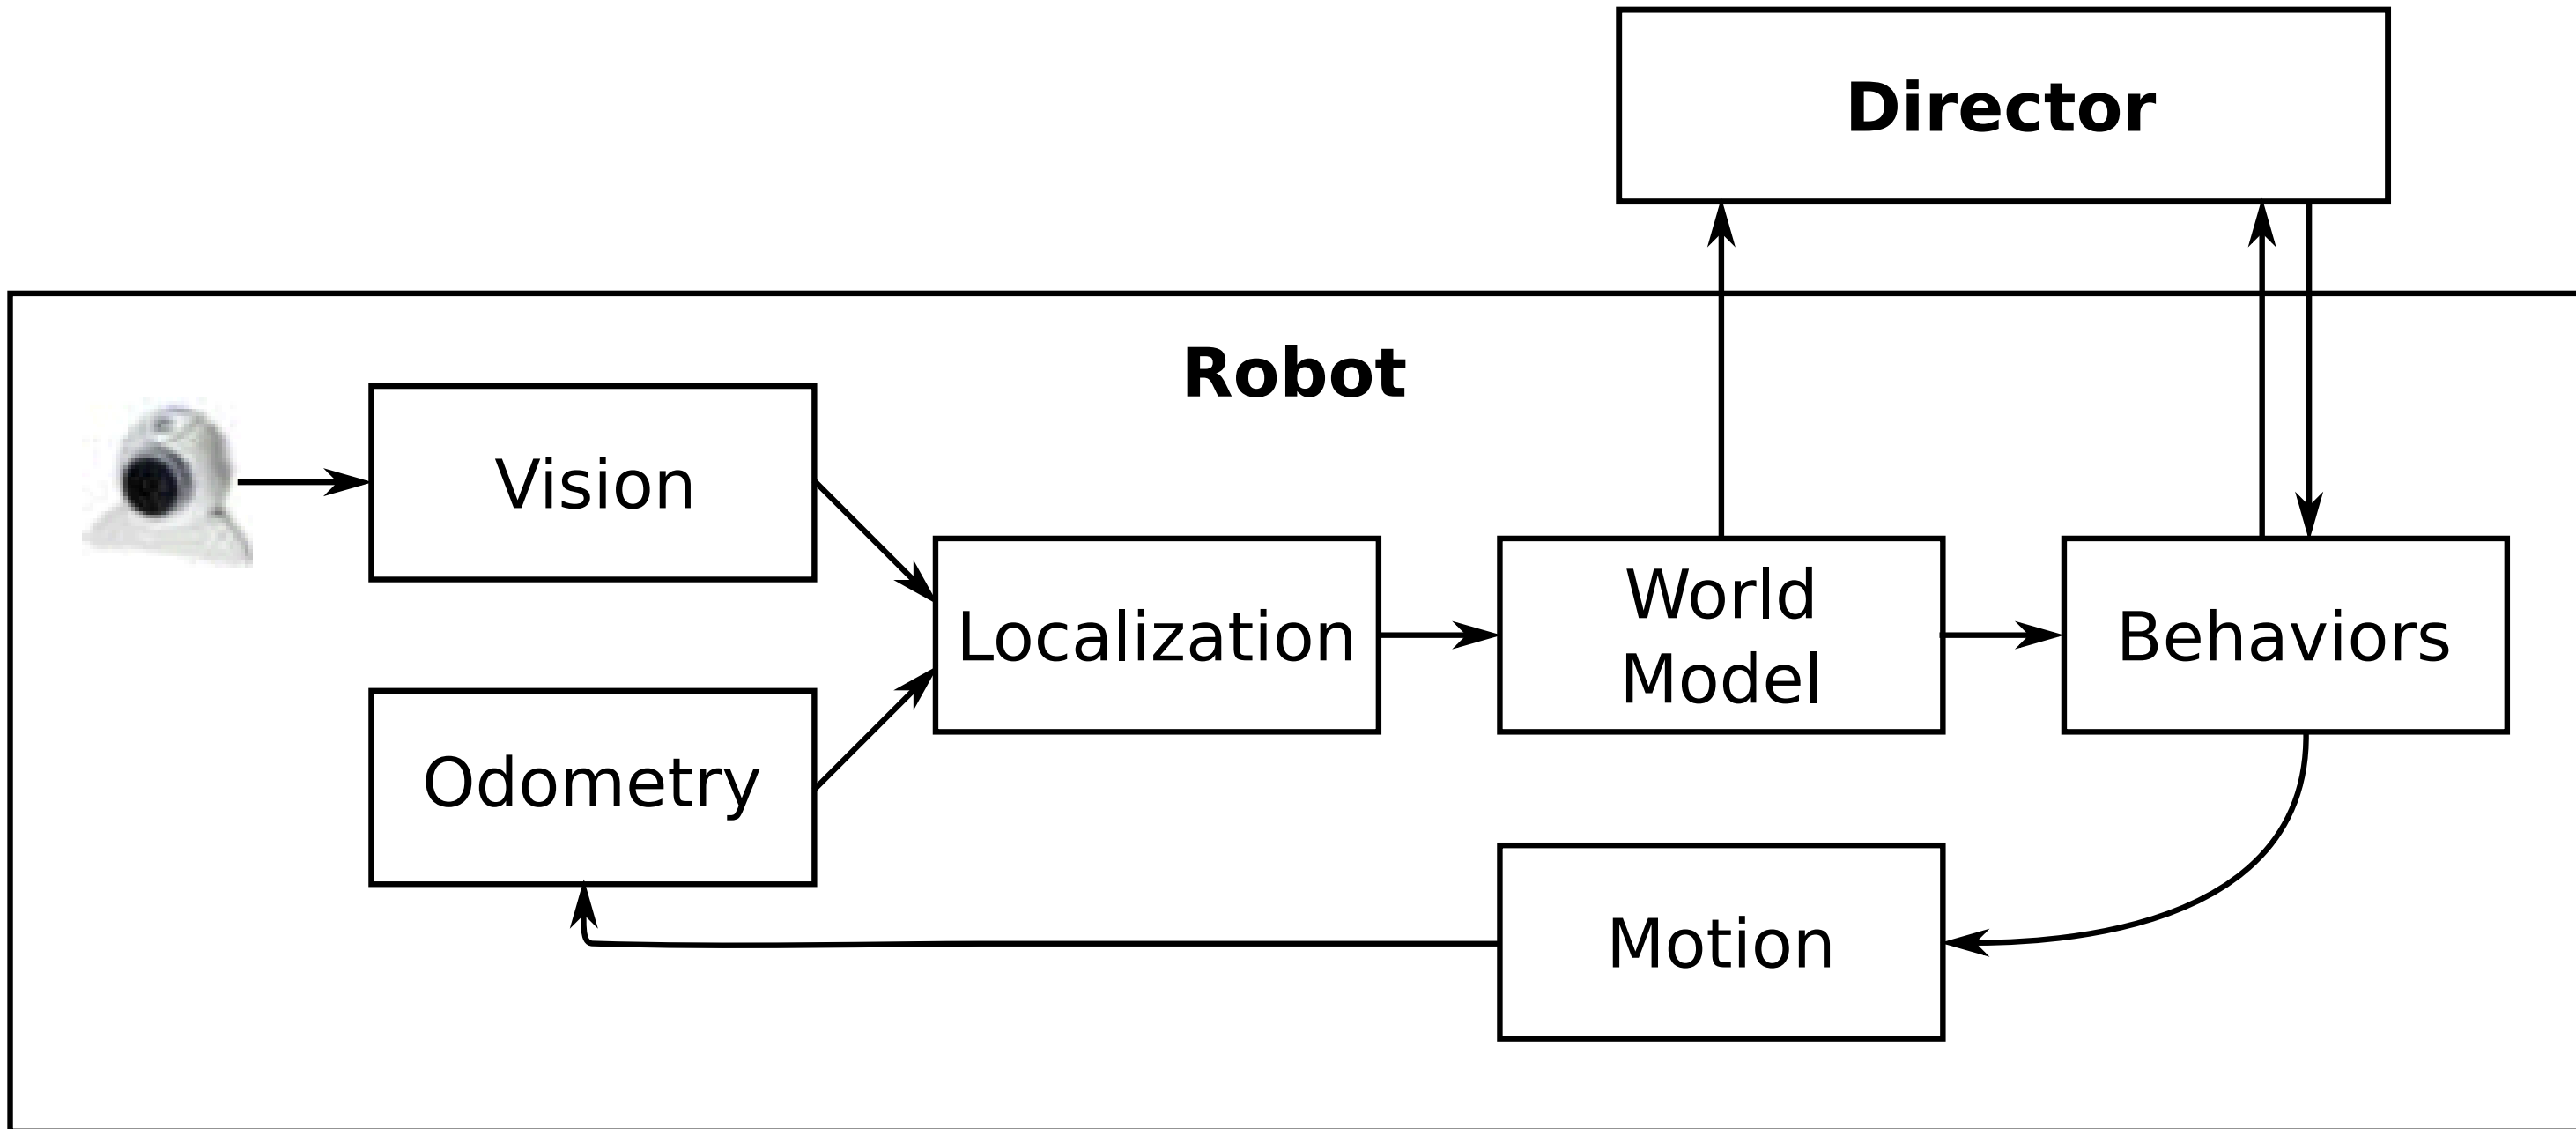 Director
Robot
Vision
Localization
World
Model
Behaviors
Odometry
Motion